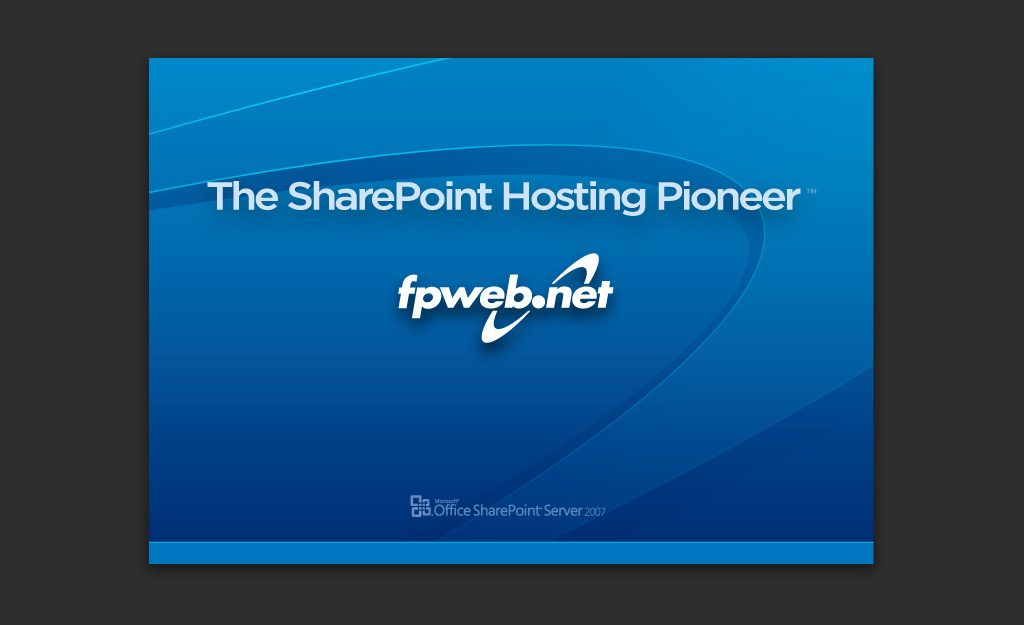 The SharePoint Hosting Pioneer™
fpweb.net
Microsoft®
Office SharePoint® Server 2007